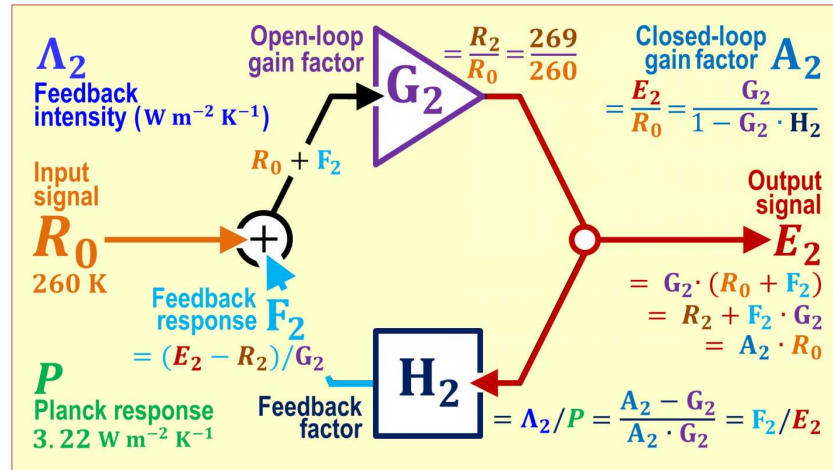 Λ₂
Feedback
intensity (W m⁻² K⁻¹)
Open-loop
gain factor
G₂
= R₂/R₀ = 269/260
Closed-loop
gain factor A₂
= E₂/R₀ = G₂/(1 − G₂ · H₂)
R₀ + F₂
Input
signal
R₀
260 K
+
Output
signal
E₂
= G₂· (R₀ + F₂)
= R₂ + F₂ · G₂
= A₂ · R₀
Feedback
response F₂
= (E₂ − R₂)/G₂
P
Planck response
3.22 W m⁻² K⁻¹
Feedback
factor
H₂
= Λ₂/P = (A₂ − G₂)/(A₂ · G₂) = F₂/E₂